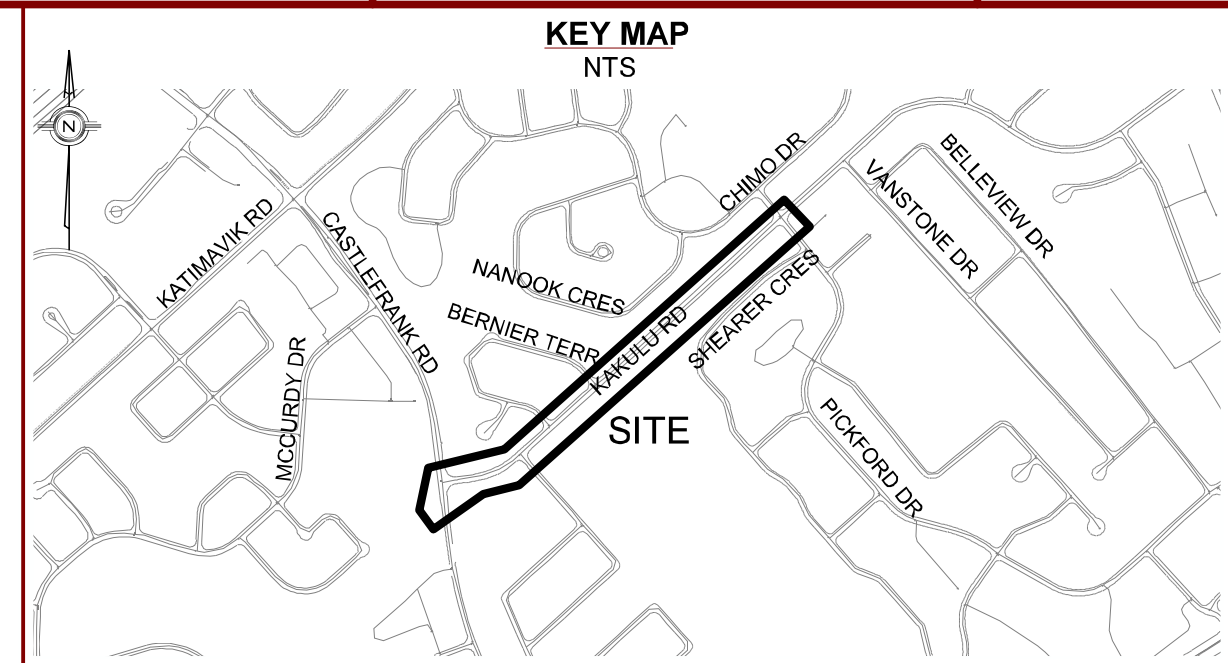 KEY MAP
NTS
N
KATIMAVIK RD
CASTLEFRANK RD
MCCURDY DR
NANOOK CRES
BERNIER TERR
KAKULU RD
CHIMO DR
SHEARER CRES
VANSTONE DR
BELLEVIEW DR
PICKFORD DR
SITE